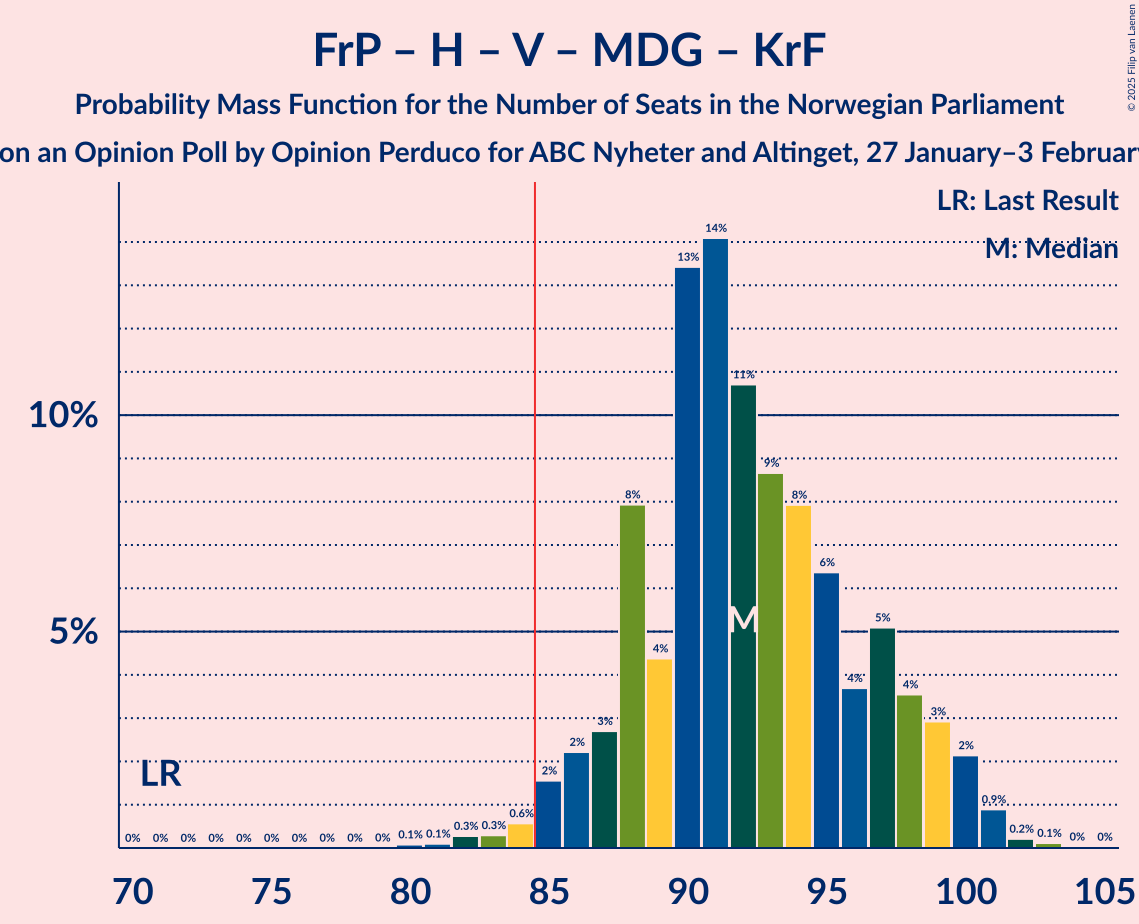 FrP – H – V – MDG – KrF
Probability Mass Function for the Number of Seats in the Norwegian Parliament
on an Opinion Poll by Opinion Perduco for ABC Nyheter and Altinget, 27 January–3 February
© 2025 Filip van Laenen
LR: Last Result
M: Median
14%
13%
11%
10%
9%
8% 8%
6%
M
5%
5%
4% 4% 4%
3% 3%
2% 2%
LR
2% 0.9%
0% 0% 0% 0% 0% 0% 0% 0% 0% 0% 0.1% 0.1% 0.3% 0.3% 0.6% 0.2% 0.1% 0% 0%
70 75 80 85 90 95 100 105